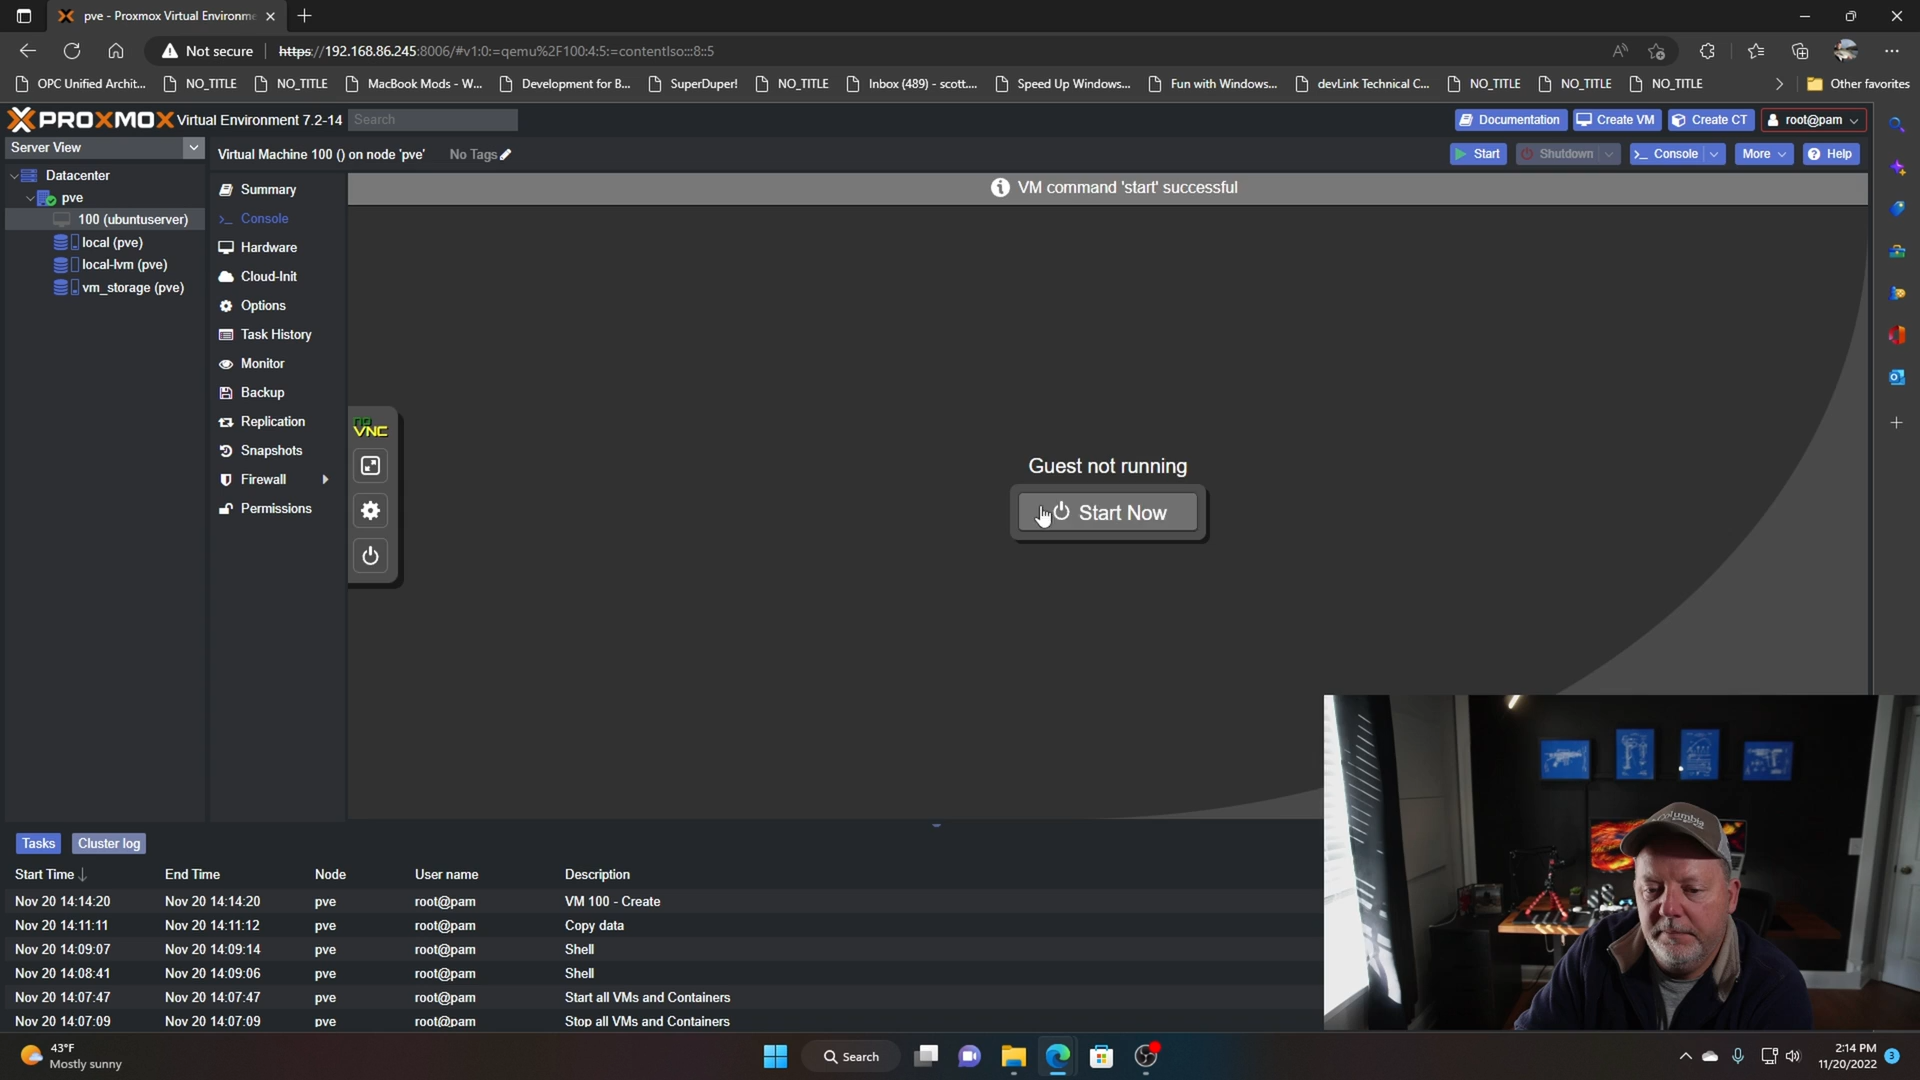 pve - Proxmox Virtual Environme
Not secure
https://192.168.86.245:8006/#v1:0:=qemu%2F100:4:5:=contentIso:::8::5
OPC Unified Archit...
NO_TITLE
NO_TITLE
MacBook Mods - W...
Development for B...
SuperDuper!
NO_TITLE
Inbox (489) - scott....
Speed Up Windows...
Fun with Windows...
devLink Technical C...
NO_TITLE
NO_TITLE
NO_TITLE
Other favorites
PROXMOX Virtual Environment 7.2-14
Search
Documentation
Create VM
Create CT
root@pam
Server View
Virtual Machine 100 () on node 'pve'
No Tags
Start
Shutdown
Console
More
Help
Datacenter
pve
100 (ubuntuserver)
local (pve)
local-lvm (pve)
vm_storage (pve)
Summary
Console
Hardware
Cloud-Init
Options
Task History
Monitor
Backup
Replication
Snapshots
Firewall
Permissions
VM command 'start' successful
no
VNC
Guest not running
Start Now
Tasks
Cluster log
Start Time End Time Node User name Description
Nov 20 14:14:20 Nov 20 14:14:20 pve root@pam VM 100 - Create
Nov 20 14:11:11 Nov 20 14:11:12 pve root@pam Copy data
Nov 20 14:09:07 Nov 20 14:09:14 pve root@pam Shell
Nov 20 14:08:41 Nov 20 14:09:06 pve root@pam Shell
Nov 20 14:07:47 Nov 20 14:07:47 pve root@pam Start all VMs and Containers
Nov 20 14:07:09 Nov 20 14:07:09 pve root@pam Stop all VMs and Containers
Columbia
43°F
Mostly sunny
Search
2:14 PM
11/20/2022
3